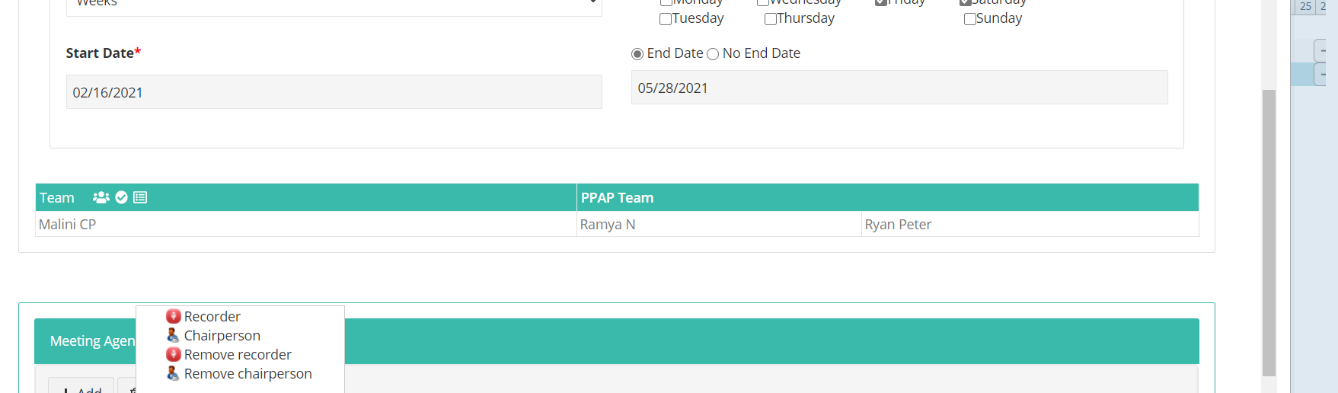 Weeks
Monday Wednesday Friday Saturday
Tuesday Thursday Sunday
Start Date* End Date No End Date
02/16/2021 05/28/2021
Team PPAP Team
Malini CP Ramya N Ryan Peter
Recorder
Chairperson
Meeting Agen
Remove recorder
Remove chairperson
Add
25 2